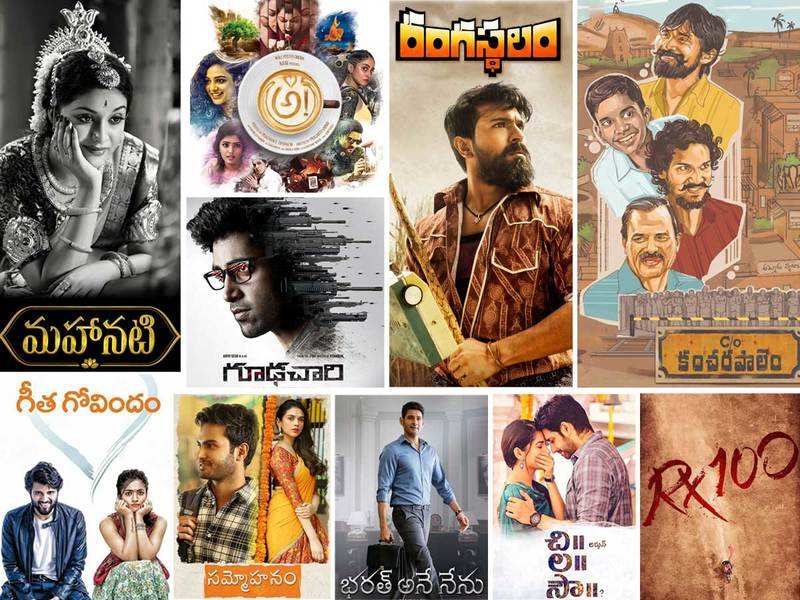 మహానటి
అ!
రంగస్థలం
గూఢచారి
C/o
కంచరపాలెం
గీత గోవిందం
సమ్మోహనం
భరత్ అనే నేను
చి॥
ల॥
సౌ॥
RX100